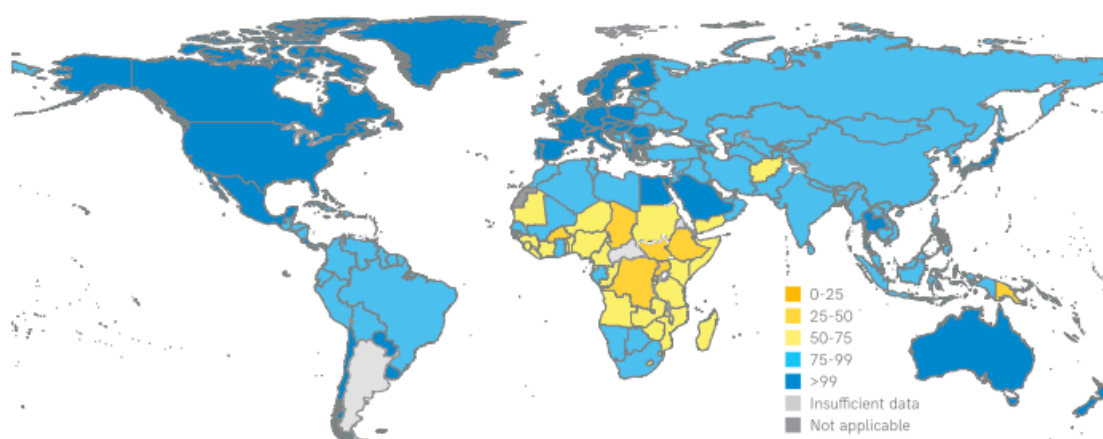 0-25
25-50
50-75
75-99
>99
Insufficient data
Not applicable